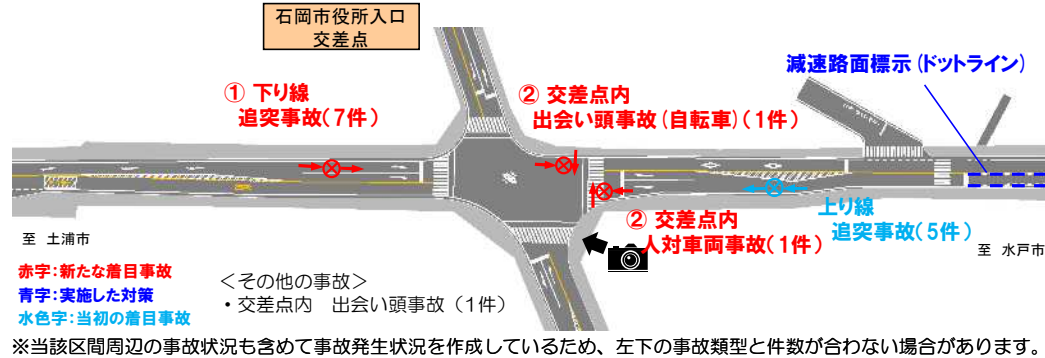 石岡市役所入口
交差点
減速路面標示(ドットライン)
① 下り線
追突事故(7件)
② 交差点内
出会い頭事故(自転車)(1件)
② 交差点内
人対車両事故(1件)
上り線
追突事故(5件)
至 土浦市
至 水戸市
赤字:新たな着目事故
青字:実施した対策
水色字:当初の着目事故
<その他の事故>
・交差点内 出会い頭事故(1件)
※当該区間周辺の事故状況も含めて事故発生状況を作成しているため、左下の事故類型と件数が合わない場合があります。